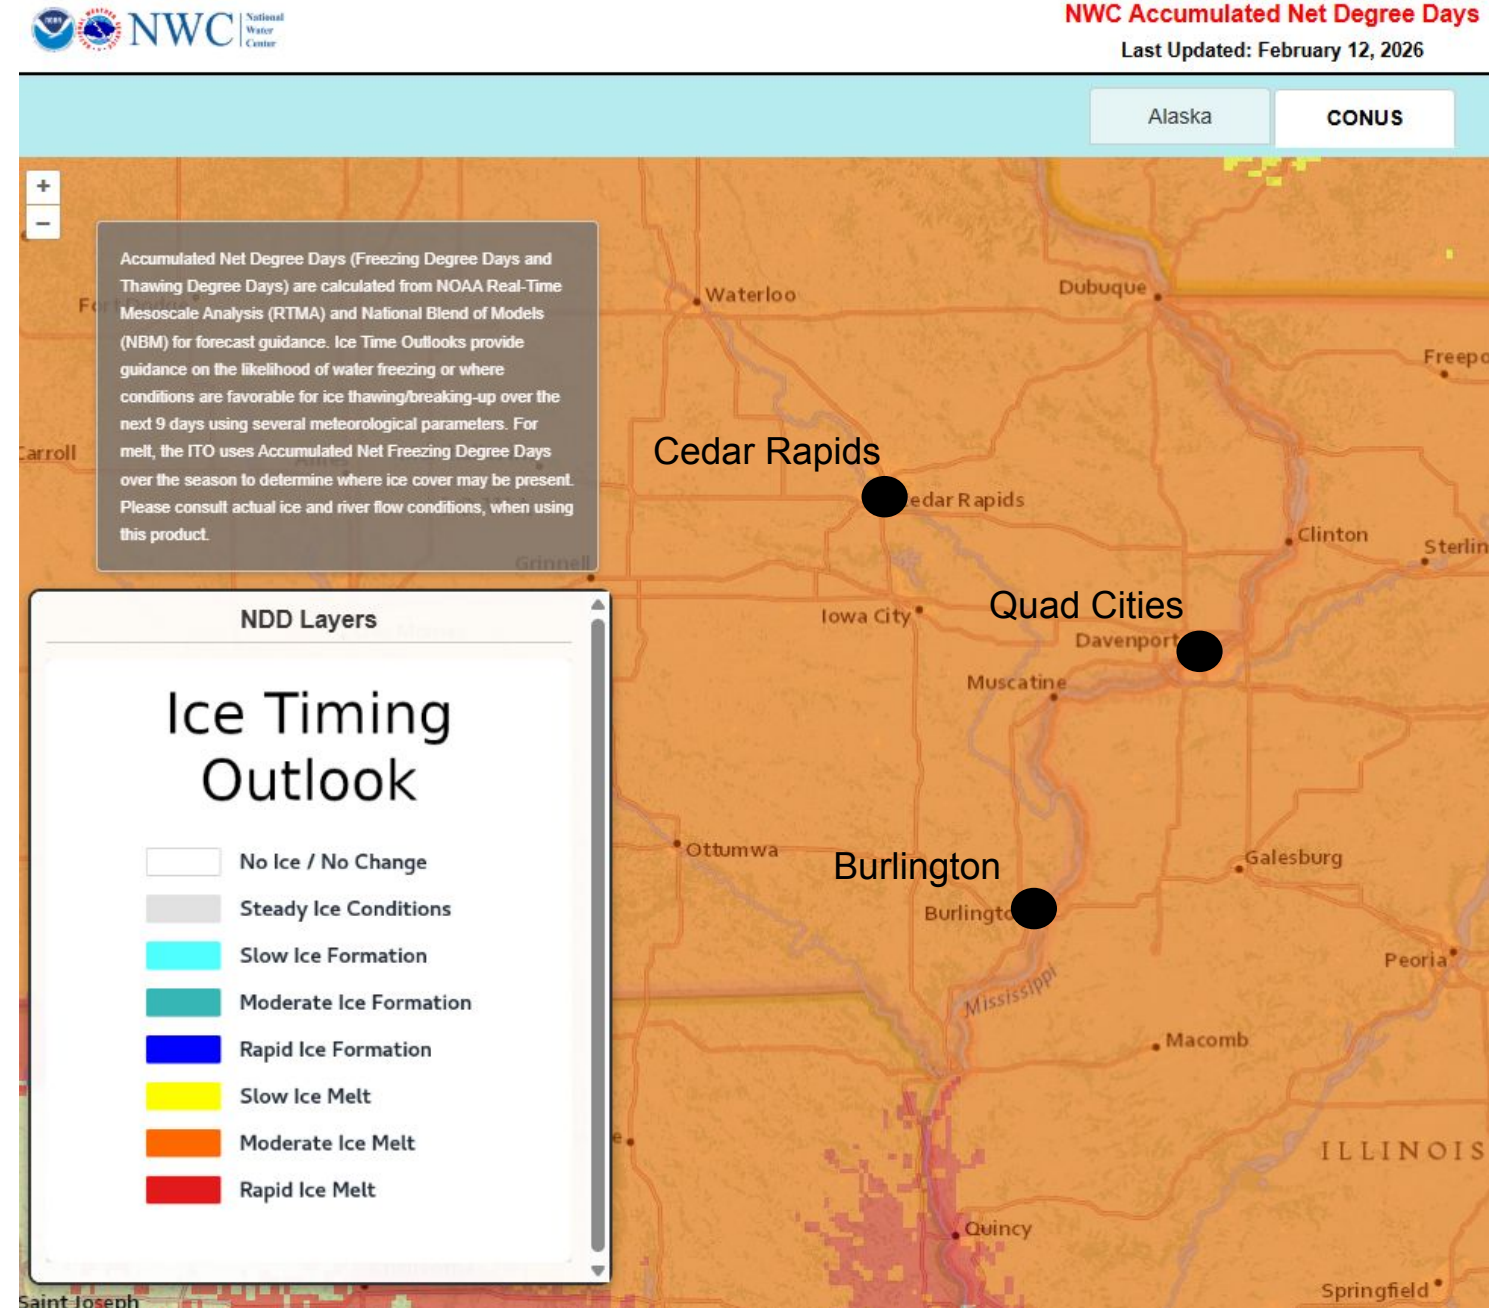 NWC
National
Water
Center
NWC Accumulated Net Degree Days
Last Updated: February 12, 2026
Alaska
CONUS
+
−
Accumulated Net Degree Days (Freezing Degree Days and
Thawing Degree Days) are calculated from NOAA Real-Time
Mesoscale Analysis (RTMA) and National Blend of Models
(NBM) for forecast guidance. Ice Time Outlooks provide
guidance on the likelihood of water freezing or where
conditions are favorable for ice thawing/breaking-up over the
next 9 days using several meteorological parameters. For
melt, the ITO uses Accumulated Net Freezing Degree Days
over the season to determine where ice cover may be present.
Please consult actual ice and river flow conditions, when using
this product.
Waterloo
Dubuque
Freepo
Carroll
Cedar Rapids
edar Rapids
Clinton
Sterlin
Grinnell
Iowa City
Quad Cities
Davenport
Muscatine
NDD Layers
Ice Timing
Outlook
No Ice / No Change
Steady Ice Conditions
Slow Ice Formation
Moderate Ice Formation
Rapid Ice Formation
Slow Ice Melt
Moderate Ice Melt
Rapid Ice Melt
Ottumwa
Burlington
Galesburg
Burlingto
Peoria
Mississippi
Macomb
ILLINOIS
Quincy
Springfield
Saint Joseph